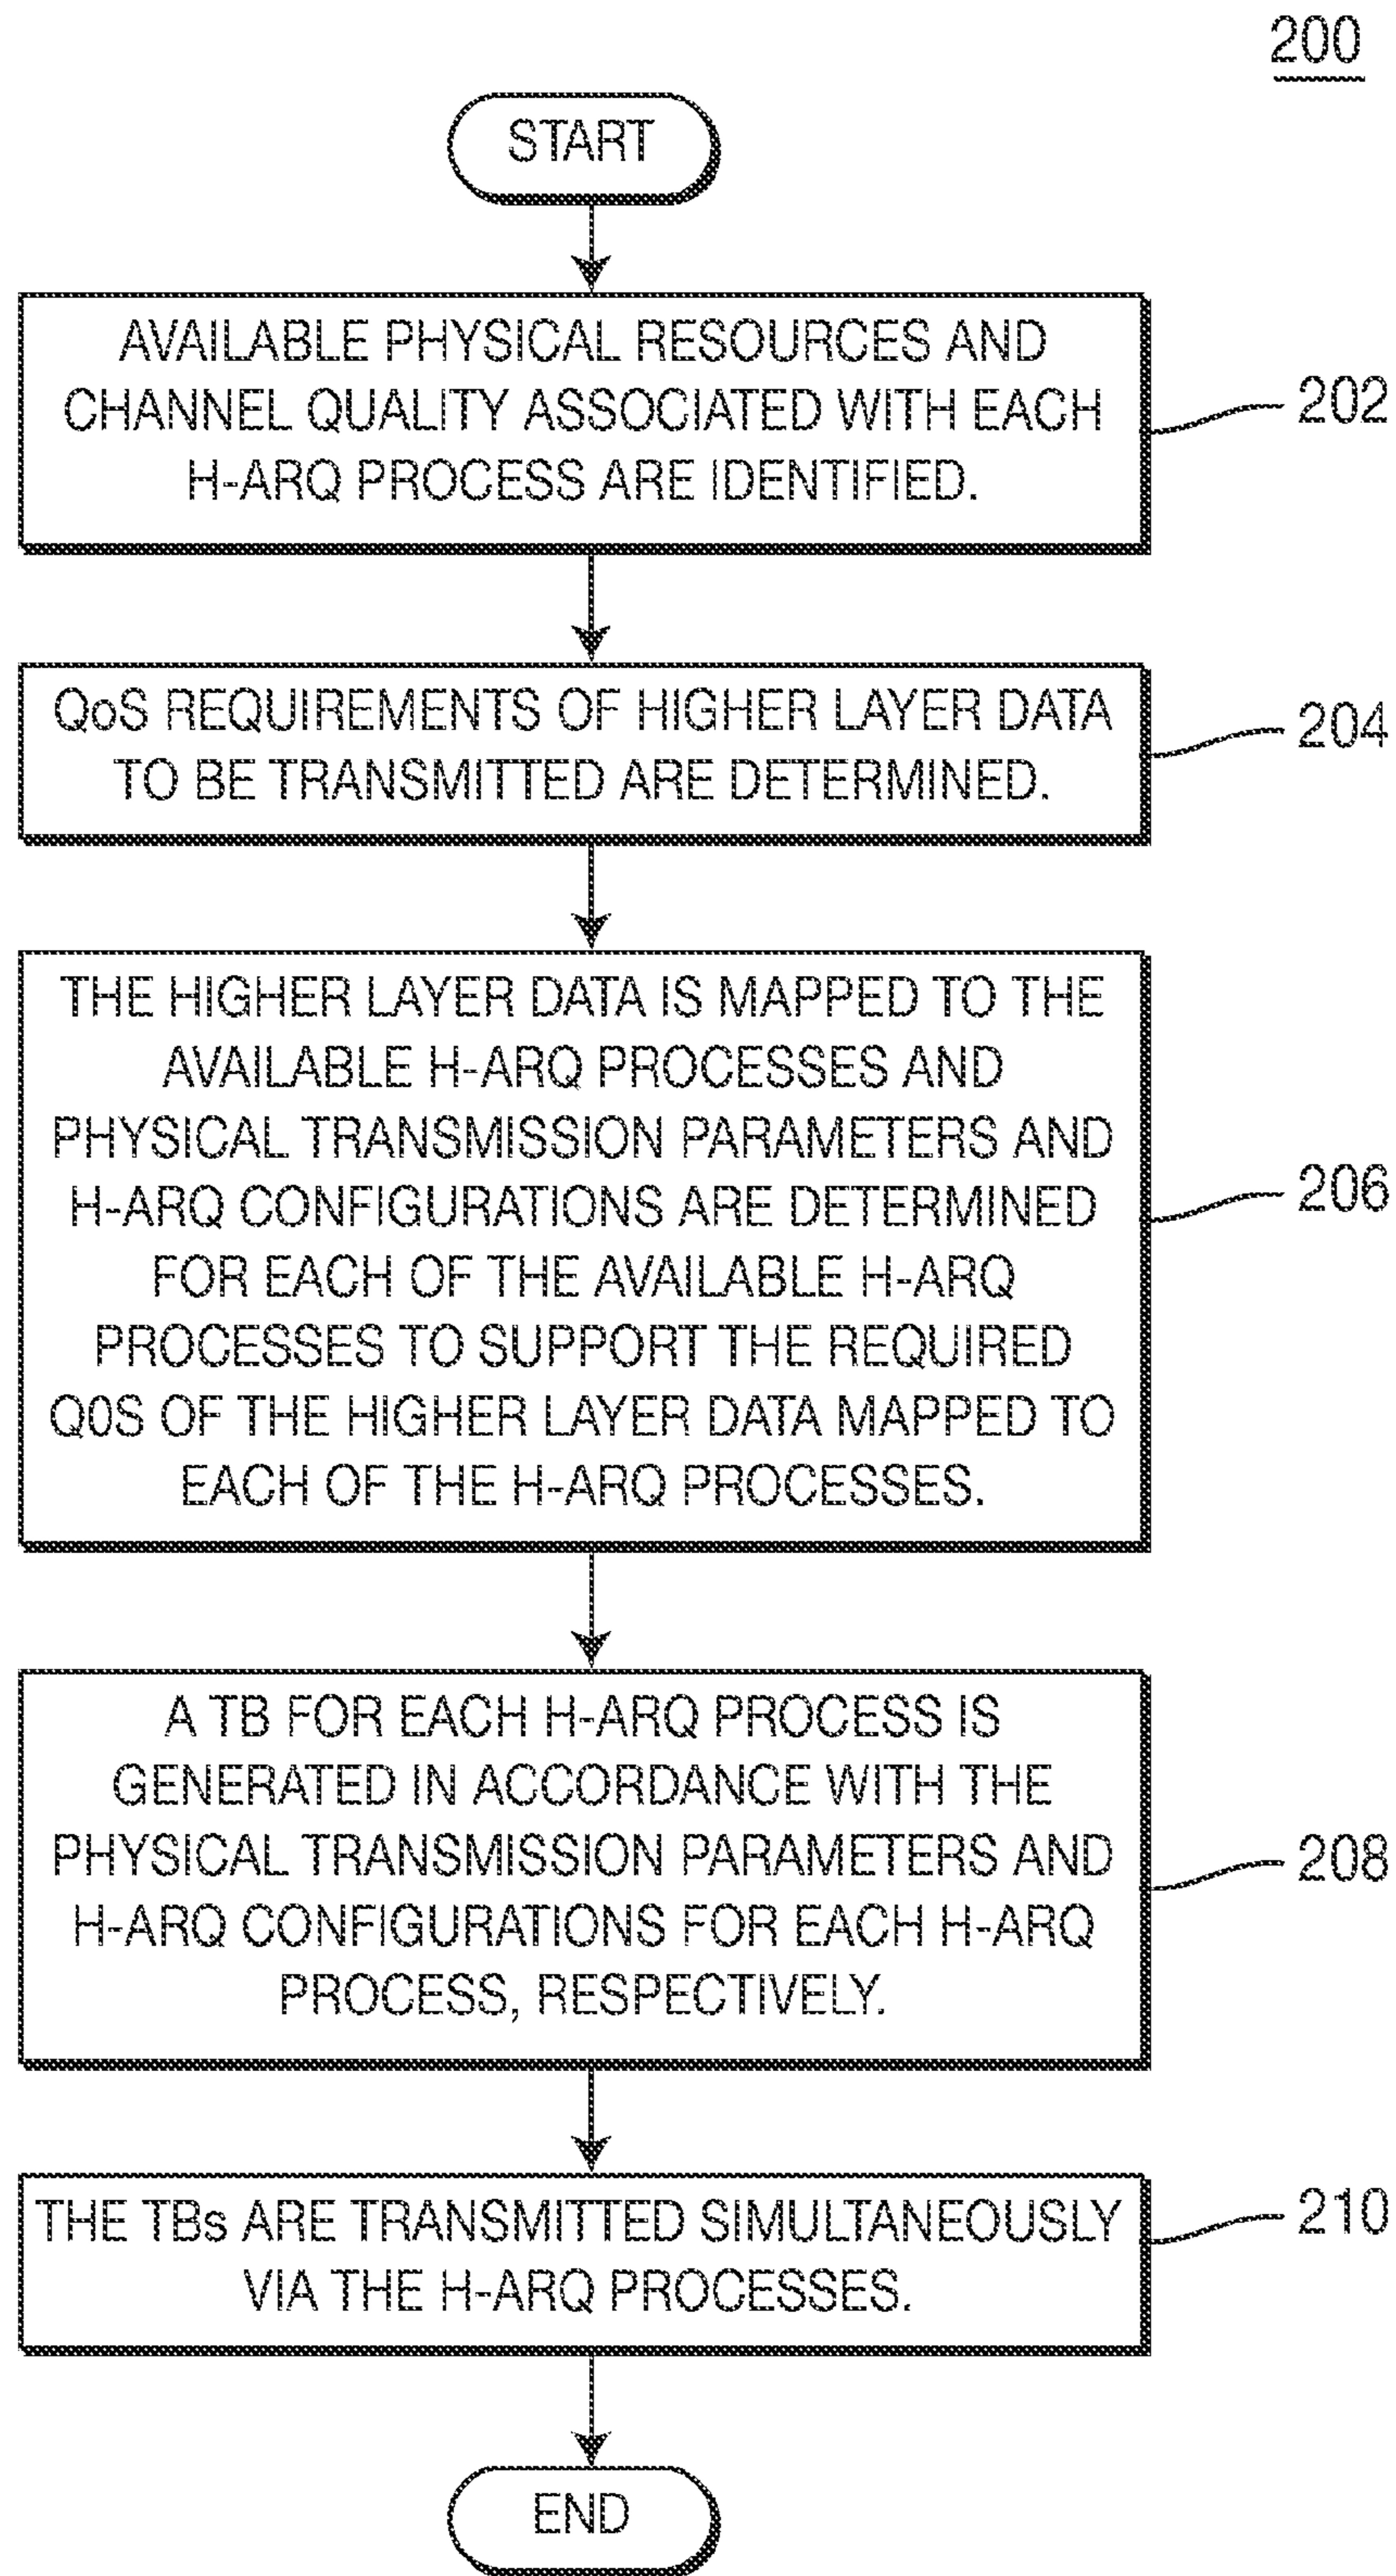 200
START
AVAILABLE PHYSICAL RESOURCES AND
CHANNEL QUALITY ASSOCIATED WITH EACH
H-ARQ PROCESS ARE IDENTIFIED.
202
QoS REQUIREMENTS OF HIGHER LAYER DATA
TO BE TRANSMITTED ARE DETERMINED.
204
THE HIGHER LAYER DATA IS MAPPED TO THE
AVAILABLE H-ARQ PROCESSES AND
PHYSICAL TRANSMISSION PARAMETERS AND
H-ARQ CONFIGURATIONS ARE DETERMINED
FOR EACH OF THE AVAILABLE H-ARQ
PROCESSES TO SUPPORT THE REQUIRED
Q0S OF THE HIGHER LAYER DATA MAPPED TO
EACH OF THE H-ARQ PROCESSES.
206
A TB FOR EACH H-ARQ PROCESS IS
GENERATED IN ACCORDANCE WITH THE
PHYSICAL TRANSMISSION PARAMETERS AND
H-ARQ CONFIGURATIONS FOR EACH H-ARQ
PROCESS, RESPECTIVELY.
208
THE TBs ARE TRANSMITTED SIMULTANEOUSLY
VIA THE H-ARQ PROCESSES.
210
END